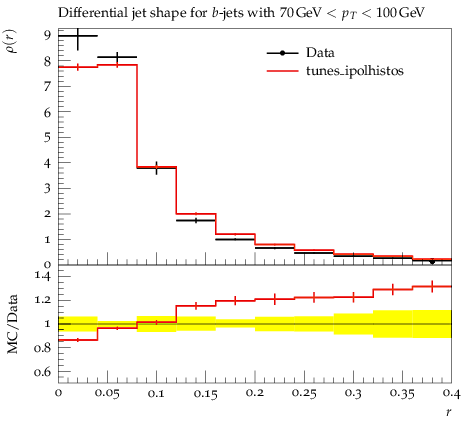 Differential jet shape for b-jets with 70 GeV < p_T < 100 GeV
ρ(r)
9
8
7
6
5
4
3
2
1
0
Data
tunes_ipolhistos
MC/Data
1.4
1.2
1
0.8
0.6
0 0.05 0.1 0.15 0.2 0.25 0.3 0.35 0.4
r